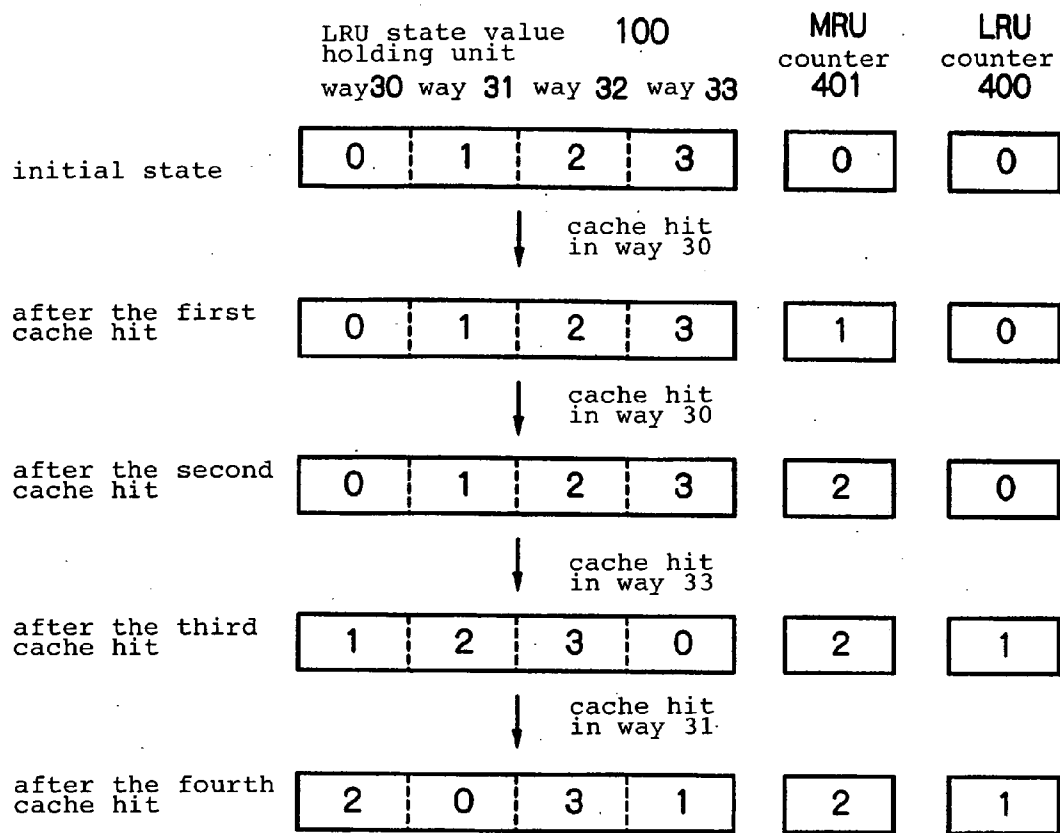 LRU state value 100
holding unit
MRU
counter
401
LRU
counter
400
way30 way 31 way 32 way 33
initial state
0 1 2 3 0 0
cache hit
in way 30
after the first
cache hit
0 1 2 3 1 0
cache hit
in way 30
after the second
cache hit
0 1 2 3 2 0
cache hit
in way 33
after the third
cache hit
1 2 3 0 2 1
cache hit
in way 31
after the fourth
cache hit
2 0 3 1 2 1